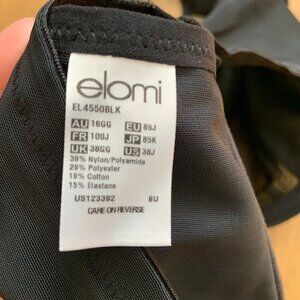 elomi
EL4550BLK
AU 16GG EU 85J
FR 100J JP 85K
UK 38GG US 38J
38% Nylon/Polyamide
29% Polyester
18% Cotton
15% Elastane
US123392 BU
CARE ON REVERSE